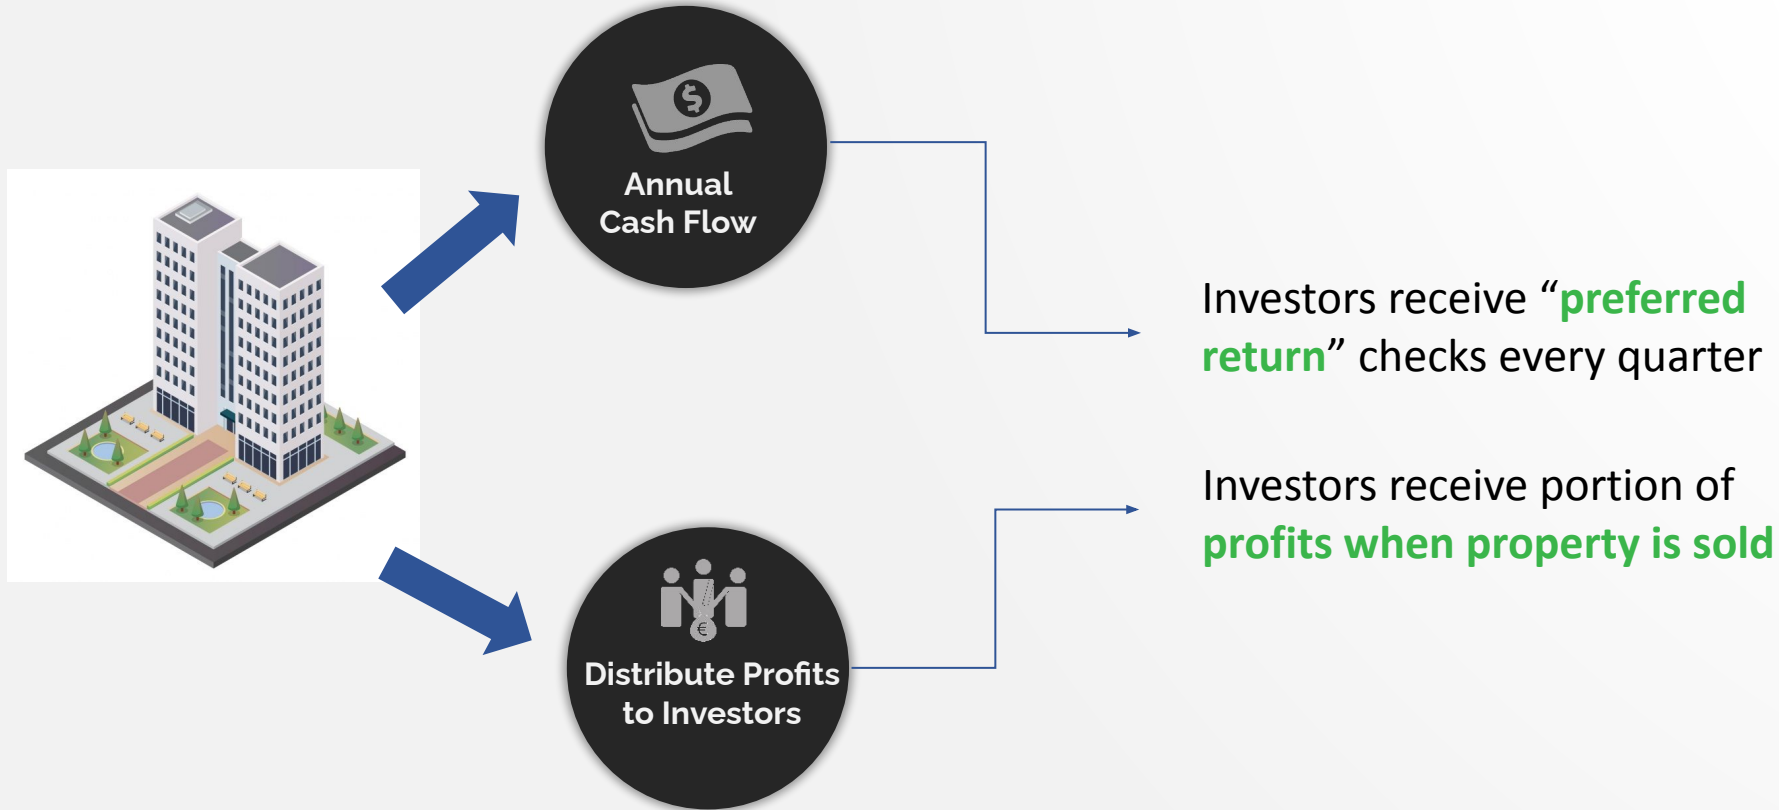 Annual
Cash Flow
Investors receive “preferred
return” checks every quarter
Investors receive portion of
profits when property is sold
Distribute Profits
to Investors